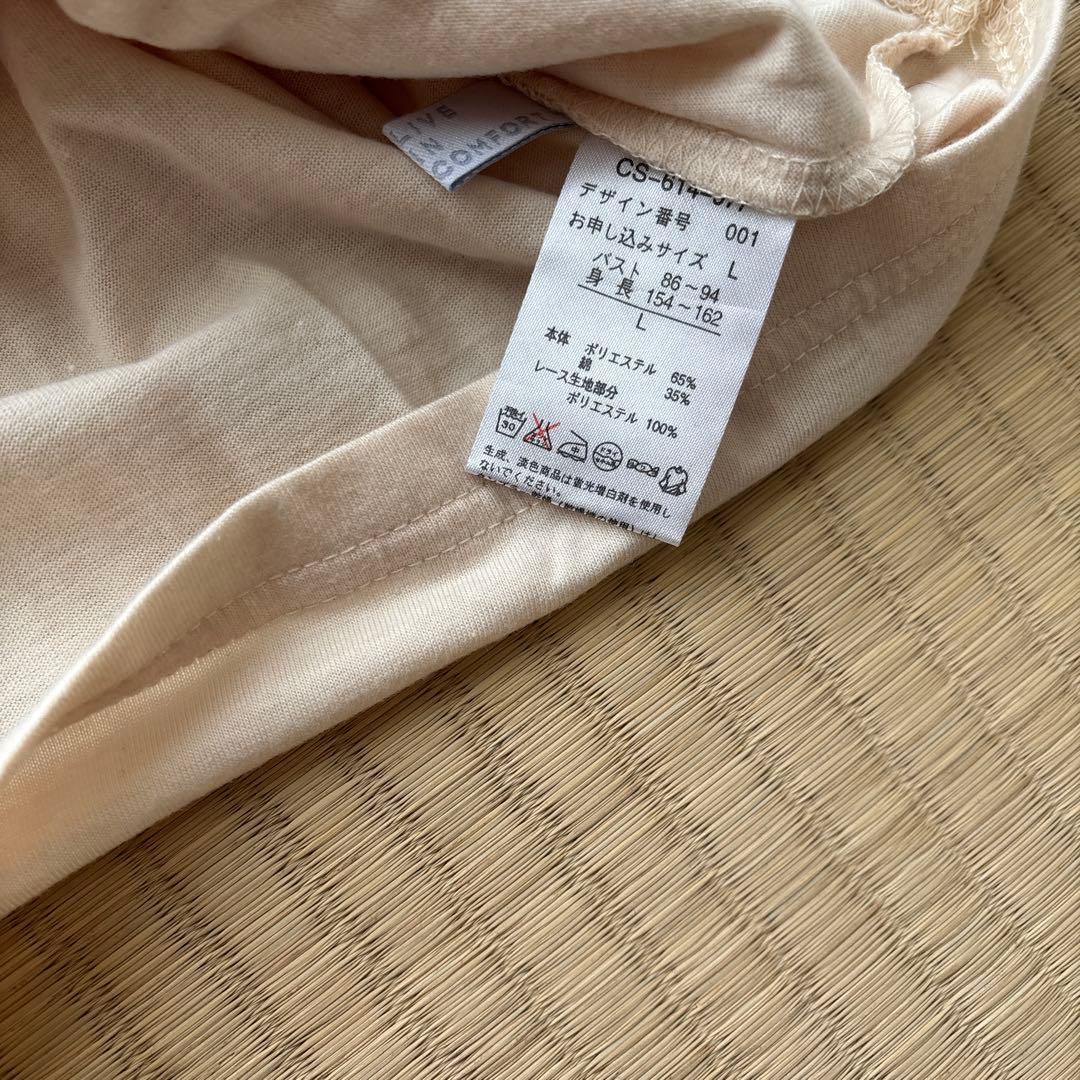 LIVE
IN
COMFORT
CS-614-
デザイン番号 001
お申し込みサイズ L
バスト 86～94
身長 154～162
L
本体 ポリエステル 65%
綿 35%
レース生地部分
ポリエステル 100%
30
中
生成、淡色商品は蛍光増白剤を使用し
ないでください。